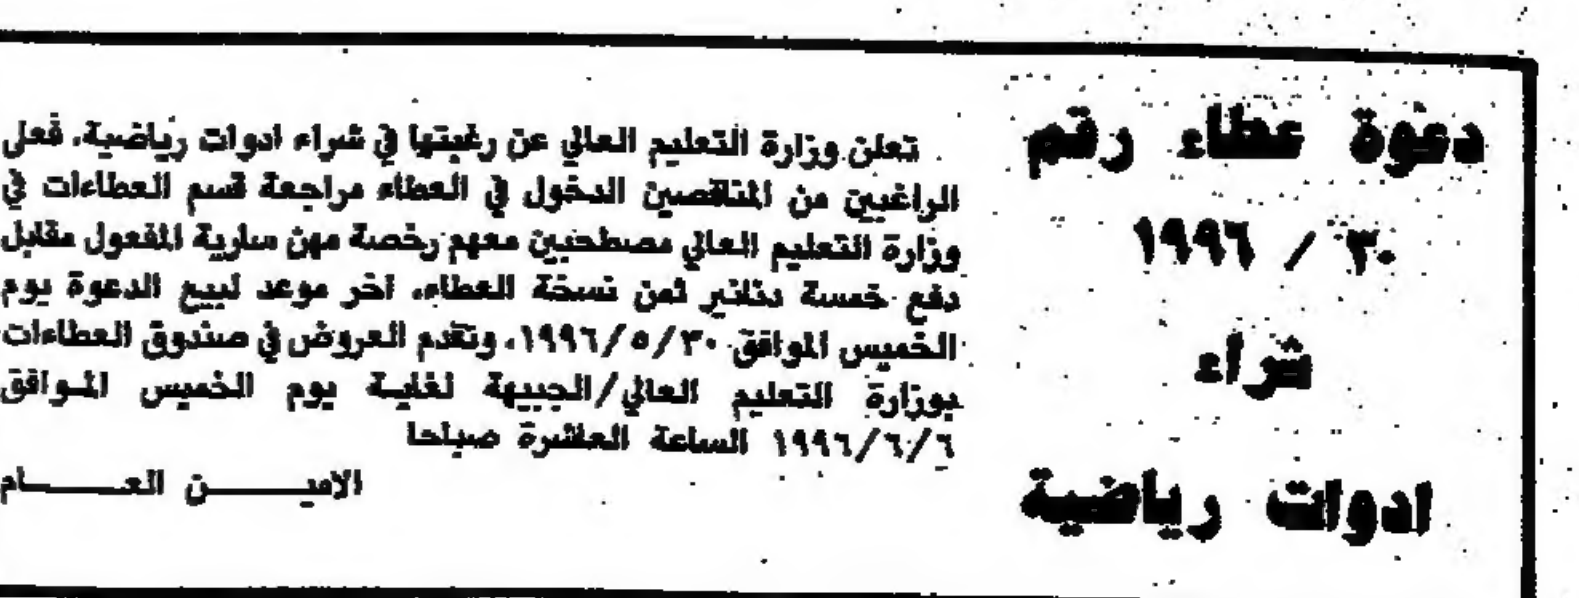 دعوة عطاء رقم
٣٠ / ١٩٩٦
شراء
ادوات رياضية
تعلن وزارة التعليم العالي عن رغبتها في شراء ادوات رياضية، فعلى
الراغبين من المناقصين الدخول في العطاء مراجعة قسم العطاءات في
وزارة التعليم العالي مصطحبين معهم رخصة مهن سارية المفعول مقابل
دفع خمسة دنانير ثمن نسخة العطاء، اخر موعد لبيع الدعوة يوم
الخميس الموافق ٣٠/٥/١٩٩٦، وتقدم العروض في صندوق العطاءات
بوزارة التعليم العالي/الجبيهة لغاية يوم الخميس الموافق
٦/٦/١٩٩٦ الساعة العاشرة صباحا
الاميـــــن العـــــام